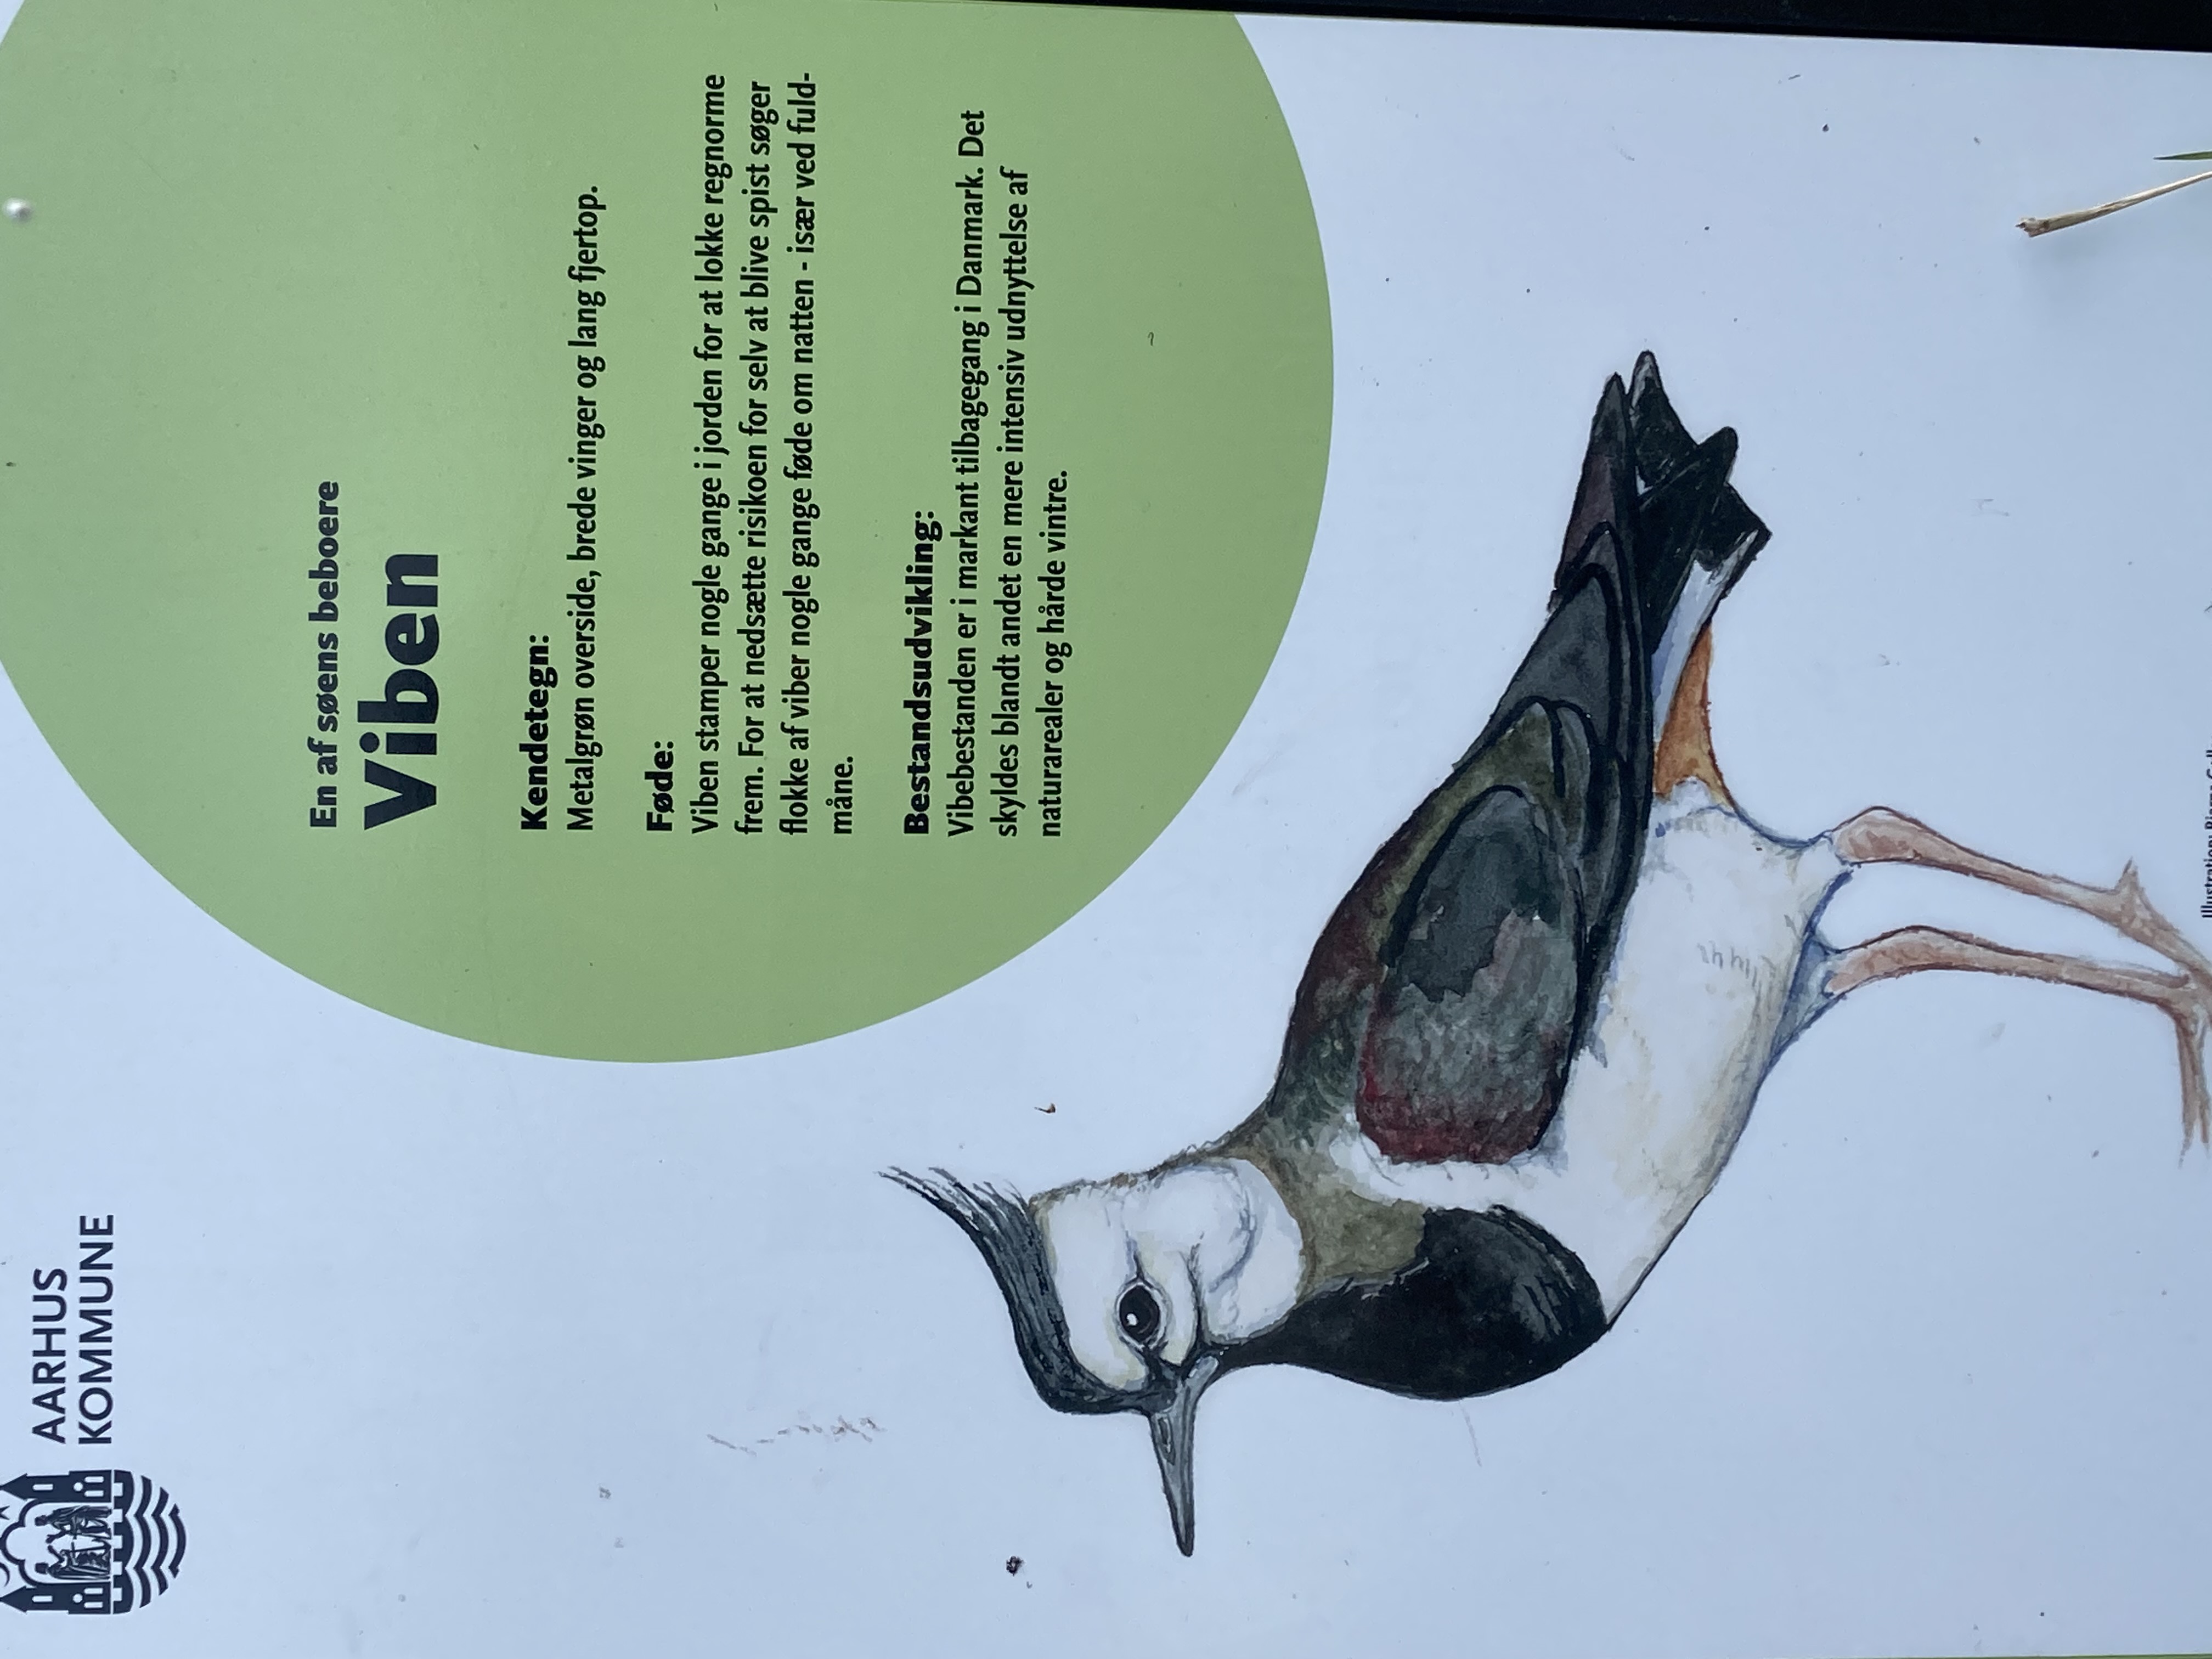 AARHUS
KOMMUNE
En af søens beboere
Viben
Kendetegn:
Metalgrøn overside, brede vinger og lang fjertop.
Føde:
Viben stamper nogle gange i jorden for at lokke regnorme
frem. For at nedsætte risikoen for selv at blive spist søger
flokke af viber nogle gange føde om natten - især ved fuld-
måne.
Bestandsudvikling:
Vibebestanden er i markant tilbagegang i Danmark. Det
skyldes blandt andet en mere intensiv udnyttelse af
naturarealer og hårde vintre.
Illustration: